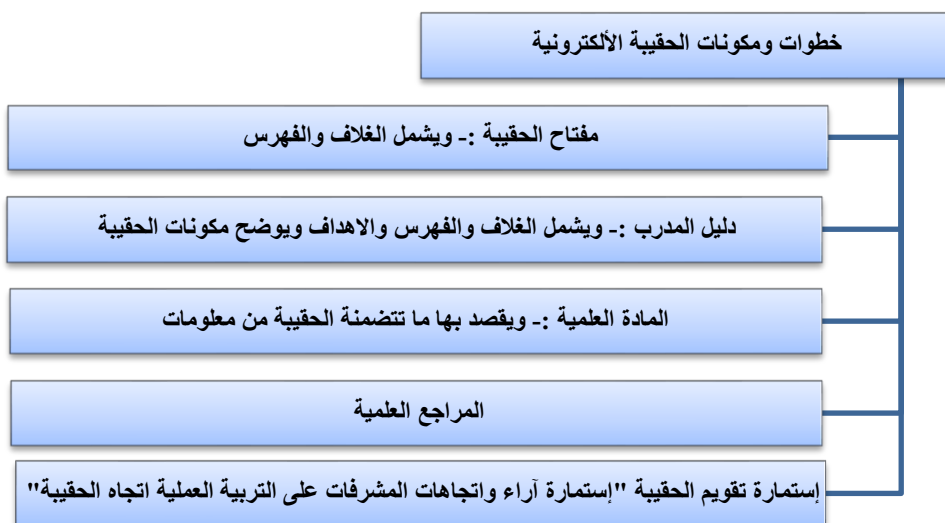 خطوات ومكونات الحقيبة الألكترونية
مفتاح الحقيبة :- ويشمل الغلاف والفهرس
دليل المدرب :- ويشمل الغلاف والفهرس والاهداف ويوضح مكونات الحقيبة
المادة العلمية :- ويقصد بها ما تتضمنة الحقيبة من معلومات
المراجع العلمية
إستمارة تقويم الحقيبة "إستمارة آراء واتجاهات المشرفات على التربية العملية اتجاه الحقيبة"